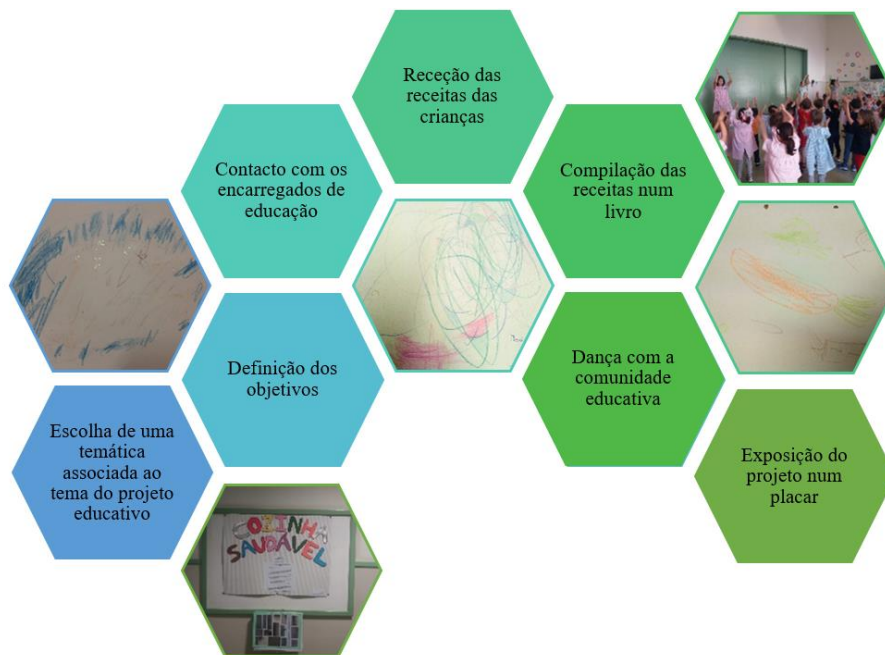 Receção das
receitas das
crianças
Contacto com os
encarregados de
educação
Compilação das
receitas num
livro
Definição dos
objetivos
Dança com a
comunidade
educativa
Escolha de uma
temática
associada ao
tema do projeto
educativo
Exposição do
projeto num
placar
COZINHA
SAUDÁVEL